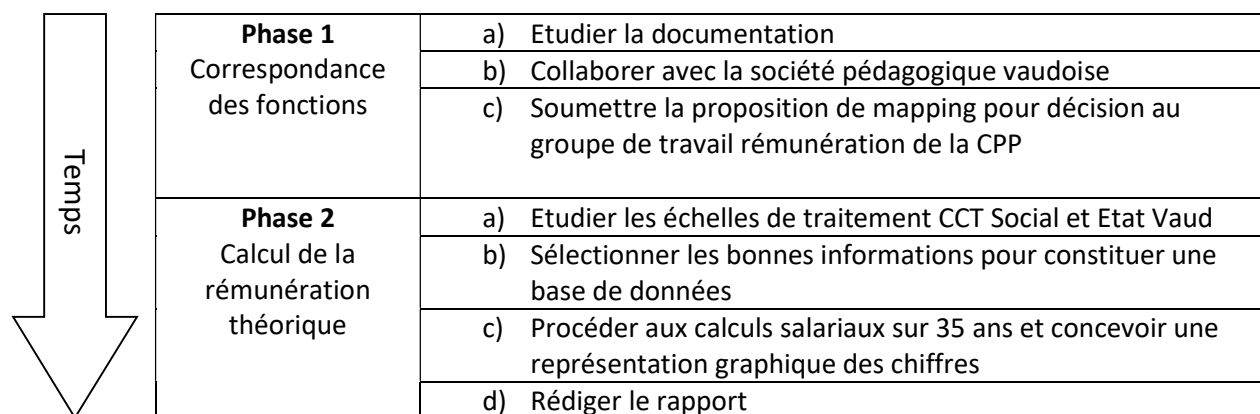 Temps
Phase 1
Correspondance
des fonctions
a) Etudier la documentation
b) Collaborer avec la société pédagogique vaudoise
c) Soumettre la proposition de mapping pour décision au
groupe de travail rémunération de la CPP
Phase 2
Calcul de la
rémunération
théorique
a) Etudier les échelles de traitement CCT Social et Etat Vaud
b) Sélectionner les bonnes informations pour constituer une
base de données
c) Procéder aux calculs salariaux sur 35 ans et concevoir une
représentation graphique des chiffres
d) Rédiger le rapport